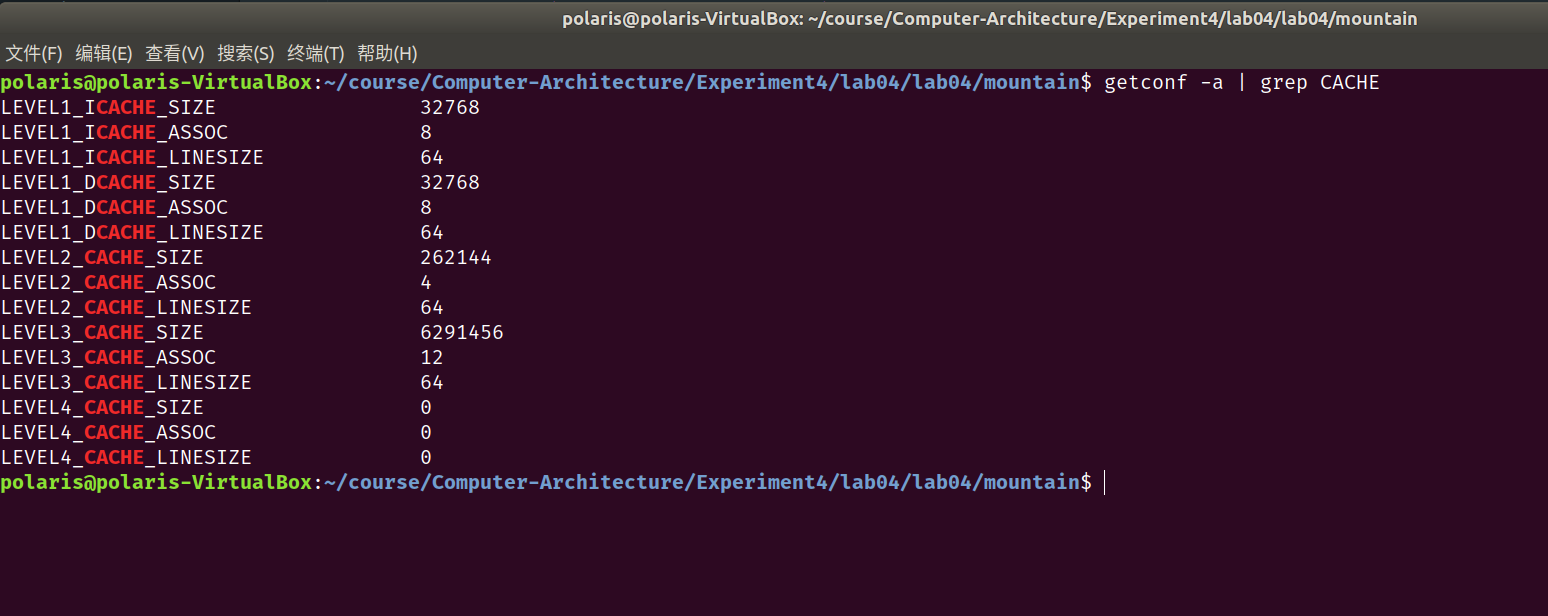 polaris@polaris-VirtualBox: ~/course/Computer-Architecture/Experiment4/lab04/lab04/mountain
文件(F) 编辑(E) 查看(V) 搜索(S) 终端(T) 帮助(H)
polaris@polaris-VirtualBox:~/course/Computer-Architecture/Experiment4/lab04/lab04/mountain$ getconf -a | grep CACHE
LEVEL1_ICACHE_SIZE                 32768
LEVEL1_ICACHE_ASSOC                8
LEVEL1_ICACHE_LINESIZE             64
LEVEL1_DCACHE_SIZE                 32768
LEVEL1_DCACHE_ASSOC                8
LEVEL1_DCACHE_LINESIZE             64
LEVEL2_CACHE_SIZE                  262144
LEVEL2_CACHE_ASSOC                 4
LEVEL2_CACHE_LINESIZE              64
LEVEL3_CACHE_SIZE                  6291456
LEVEL3_CACHE_ASSOC                 12
LEVEL3_CACHE_LINESIZE              64
LEVEL4_CACHE_SIZE                  0
LEVEL4_CACHE_ASSOC                 0
LEVEL4_CACHE_LINESIZE              0
polaris@polaris-VirtualBox:~/course/Computer-Architecture/Experiment4/lab04/lab04/mountain$